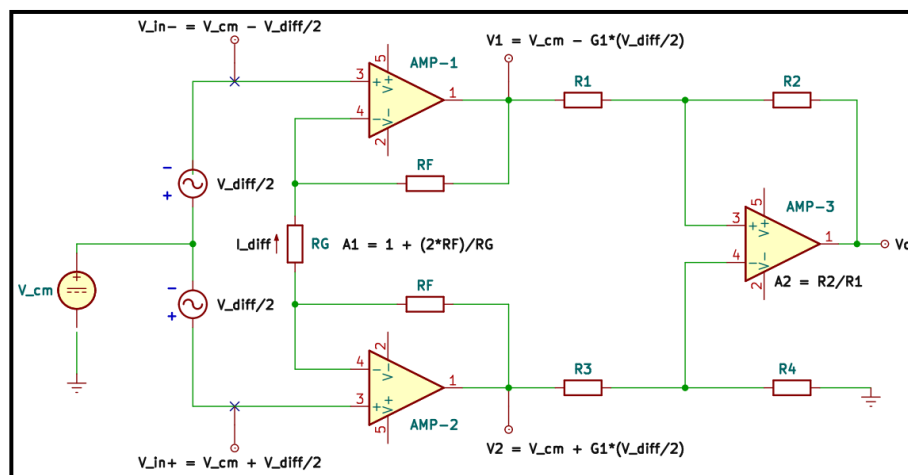 V_in- = V_cm - V_diff/2
V1 = V_cm - G1*(V_diff/2)
AMP-1
5
3
+
V+
1
4
-
V-
2
R1
R2
RF
-
+
V_diff/2
I_diff
RG
A1 = 1 + (2*RF)/RG
AMP-3
5
3
+
V+
1
4
-
V-
2
Vo
A2 = R2/R1
V_cm
+
-
+
V_diff/2
RF
2
4
-
V-
1
3
+
V+
5
AMP-2
R3
R4
V2 = V_cm + G1*(V_diff/2)
V_in+ = V_cm + V_diff/2